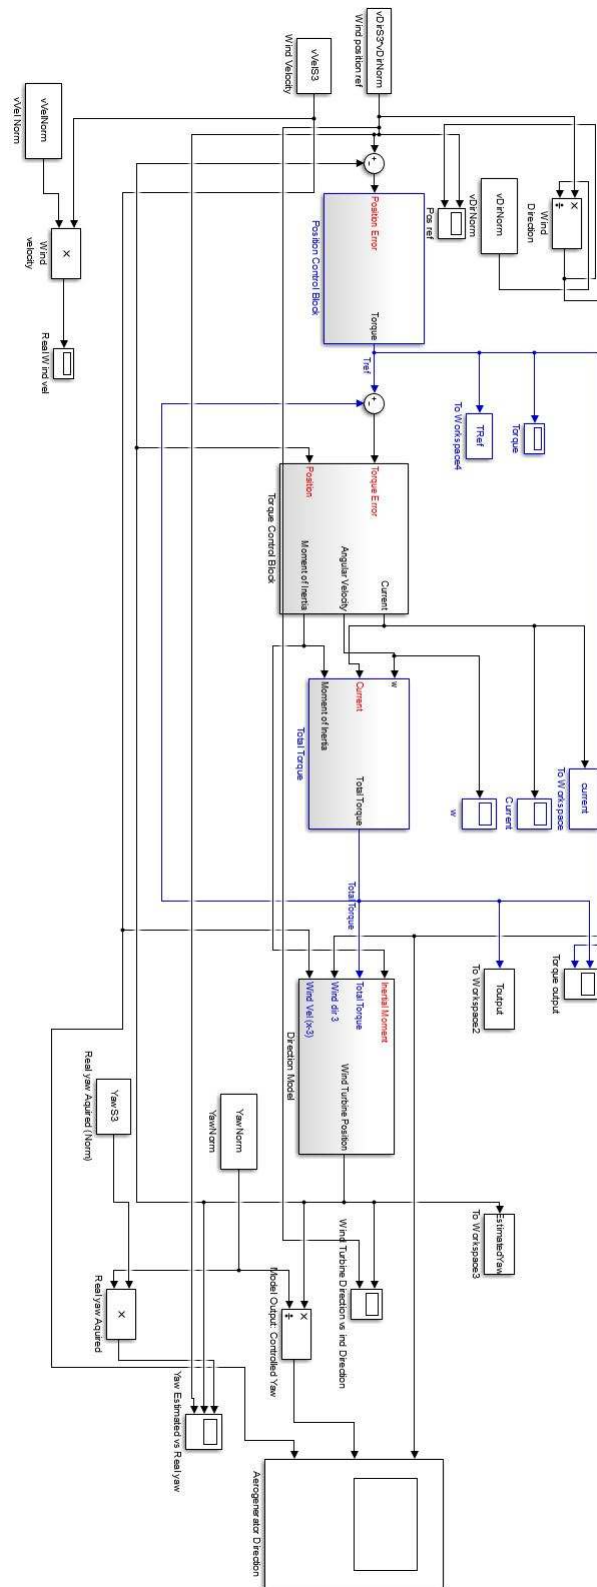 vDirS3*vDirNorm
Wind position ref
vVelS3
Wind Velocity
vVelNorm
vVel Norm
×
Wind
velocity
Real Wind vel
×
÷
Wind
Direction
vDirNorm
vDirNorm
Pos ref
Position Error
Torque
Position Control Block
Tref
Torque
TRef
To Workspace4
Torque Error
Position
Current
Angular Velocity
Moment of Inertia
Torque Control Block
w
Current
Moment of Inertia
Total Torque
Total Torque
current
To Workspace
Current
w
Total Torque
Torque output
Toutput
To Workspace2
Inertial Moment
Total Torque
Wind dir 3
Wind Vel (x-3)
Wind Turbine Position
Direction Model
YawNorm
YawNorm
YawS3
Real yaw Aquired (Norm)
EstimatedYaw
To Workspace3
Wind Turbine Direction vs ind Direction
×
÷
Model Output: Controlled Yaw
×
Real yaw Aquired
Yaw Estimated vs Real yaw
Aerogenerator Direction